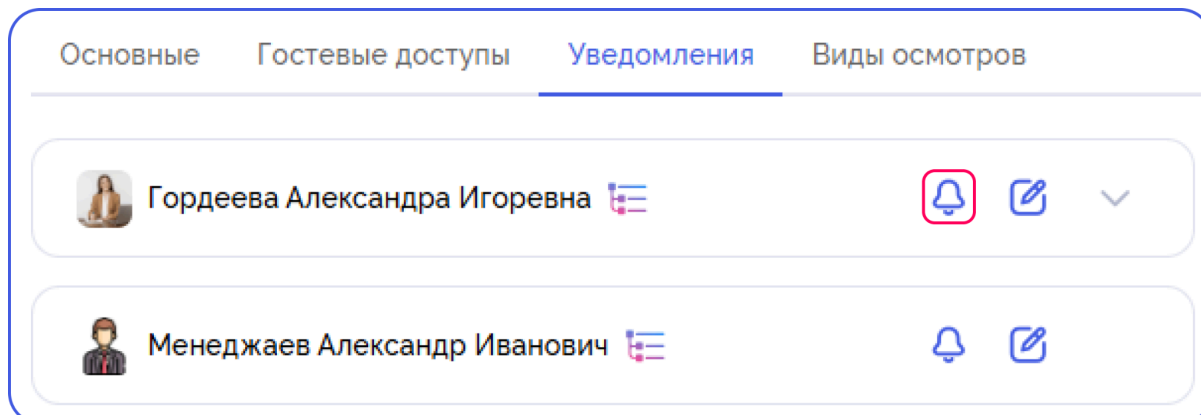 Основные Гостевые доступы Уведомления Виды осмотров
Гордеева Александра Игоревна
Менеджаев Александр Иванович